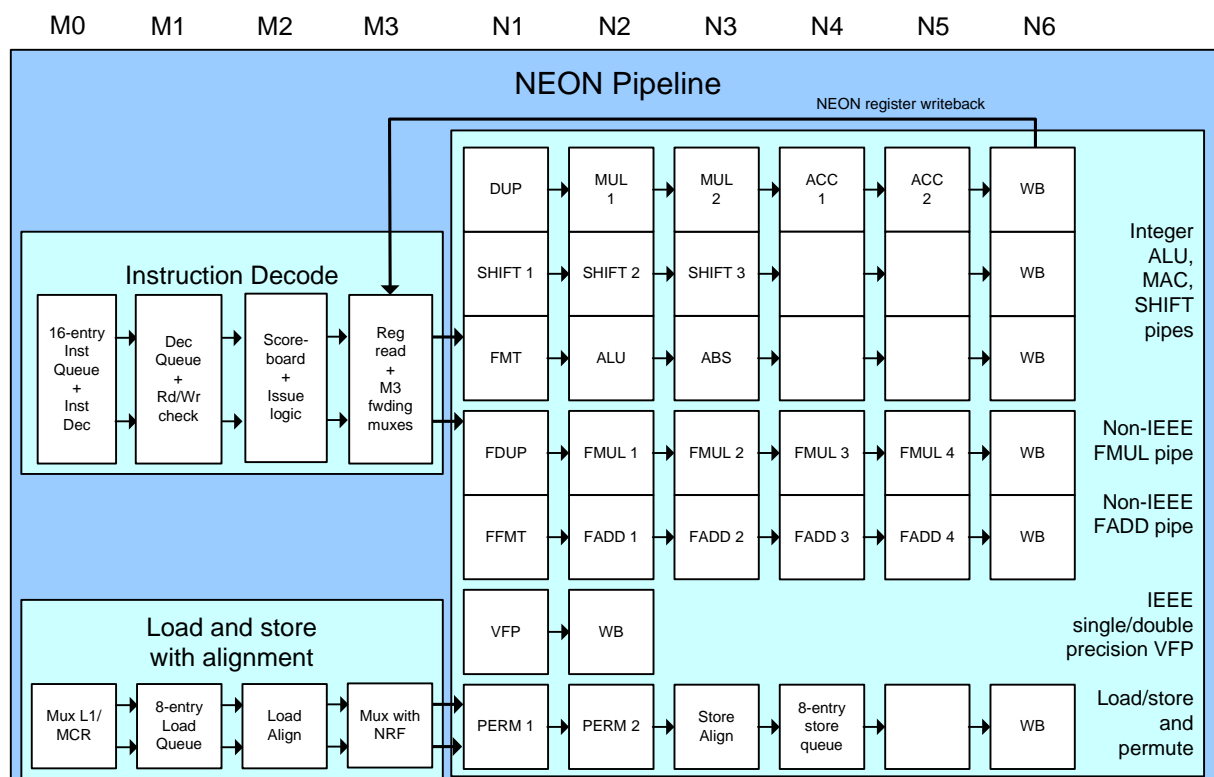 M0 M1 M2 M3 N1 N2 N3 N4 N5 N6
NEON Pipeline
NEON register writeback
DUP
MUL
1
MUL
2
ACC
1
ACC
2
WB
Integer
ALU,
MAC,
SHIFT
pipes
SHIFT 1
SHIFT 2
SHIFT 3
WB
FMT
ALU
ABS
WB
Instruction Decode
16-entry
Inst
Queue
+
Inst
Dec
Dec
Queue
+
Rd/Wr
check
Score-
board
+
Issue
logic
Reg
read
+
M3
fwding
muxes
FDUP
FMUL 1
FMUL 2
FMUL 3
FMUL 4
WB
Non-IEEE
FMUL pipe
FFMT
FADD 1
FADD 2
FADD 3
FADD 4
WB
Non-IEEE
FADD pipe
VFP
WB
IEEE
single/double
precision VFP
Load and store
with alignment
Mux L1/
MCR
8-entry
Load
Queue
Load
Align
Mux with
NRF
PERM 1
PERM 2
Store
Align
8-entry
store
queue
WB
Load/store
and
permute